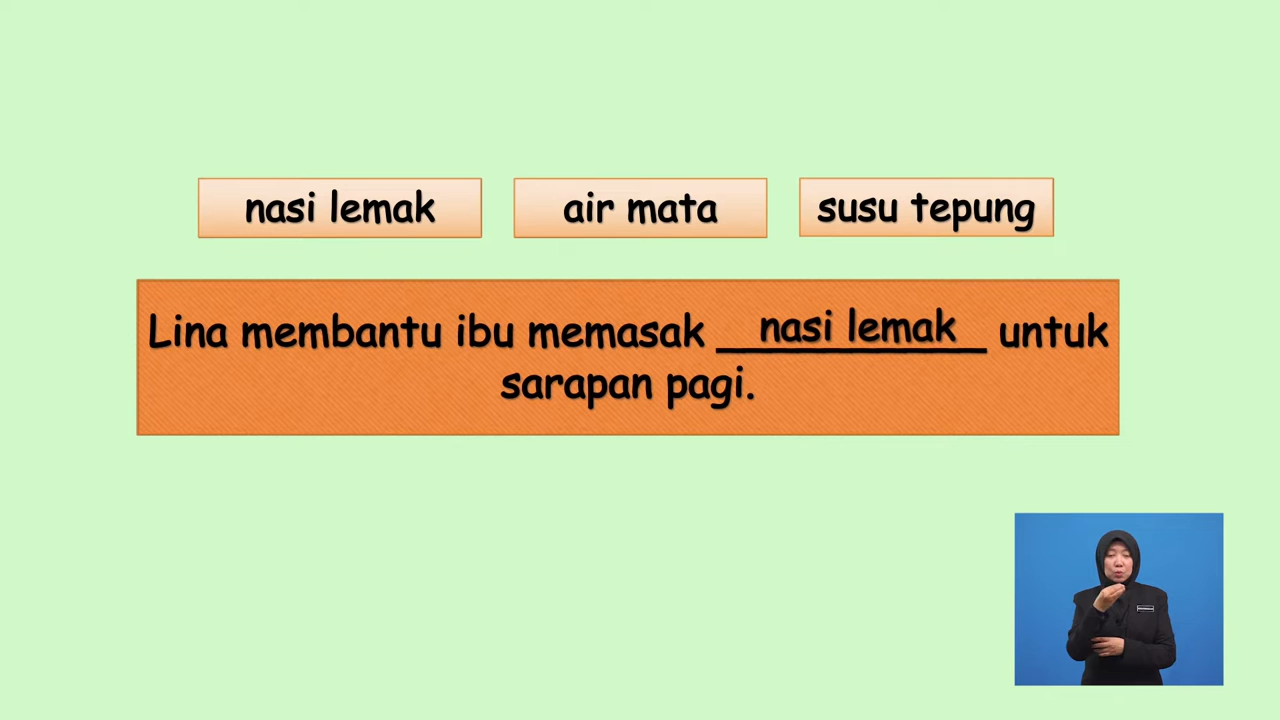 nasi lemak
air mata
susu tepung
Lina membantu ibu memasak nasi lemak untuk
sarapan pagi.